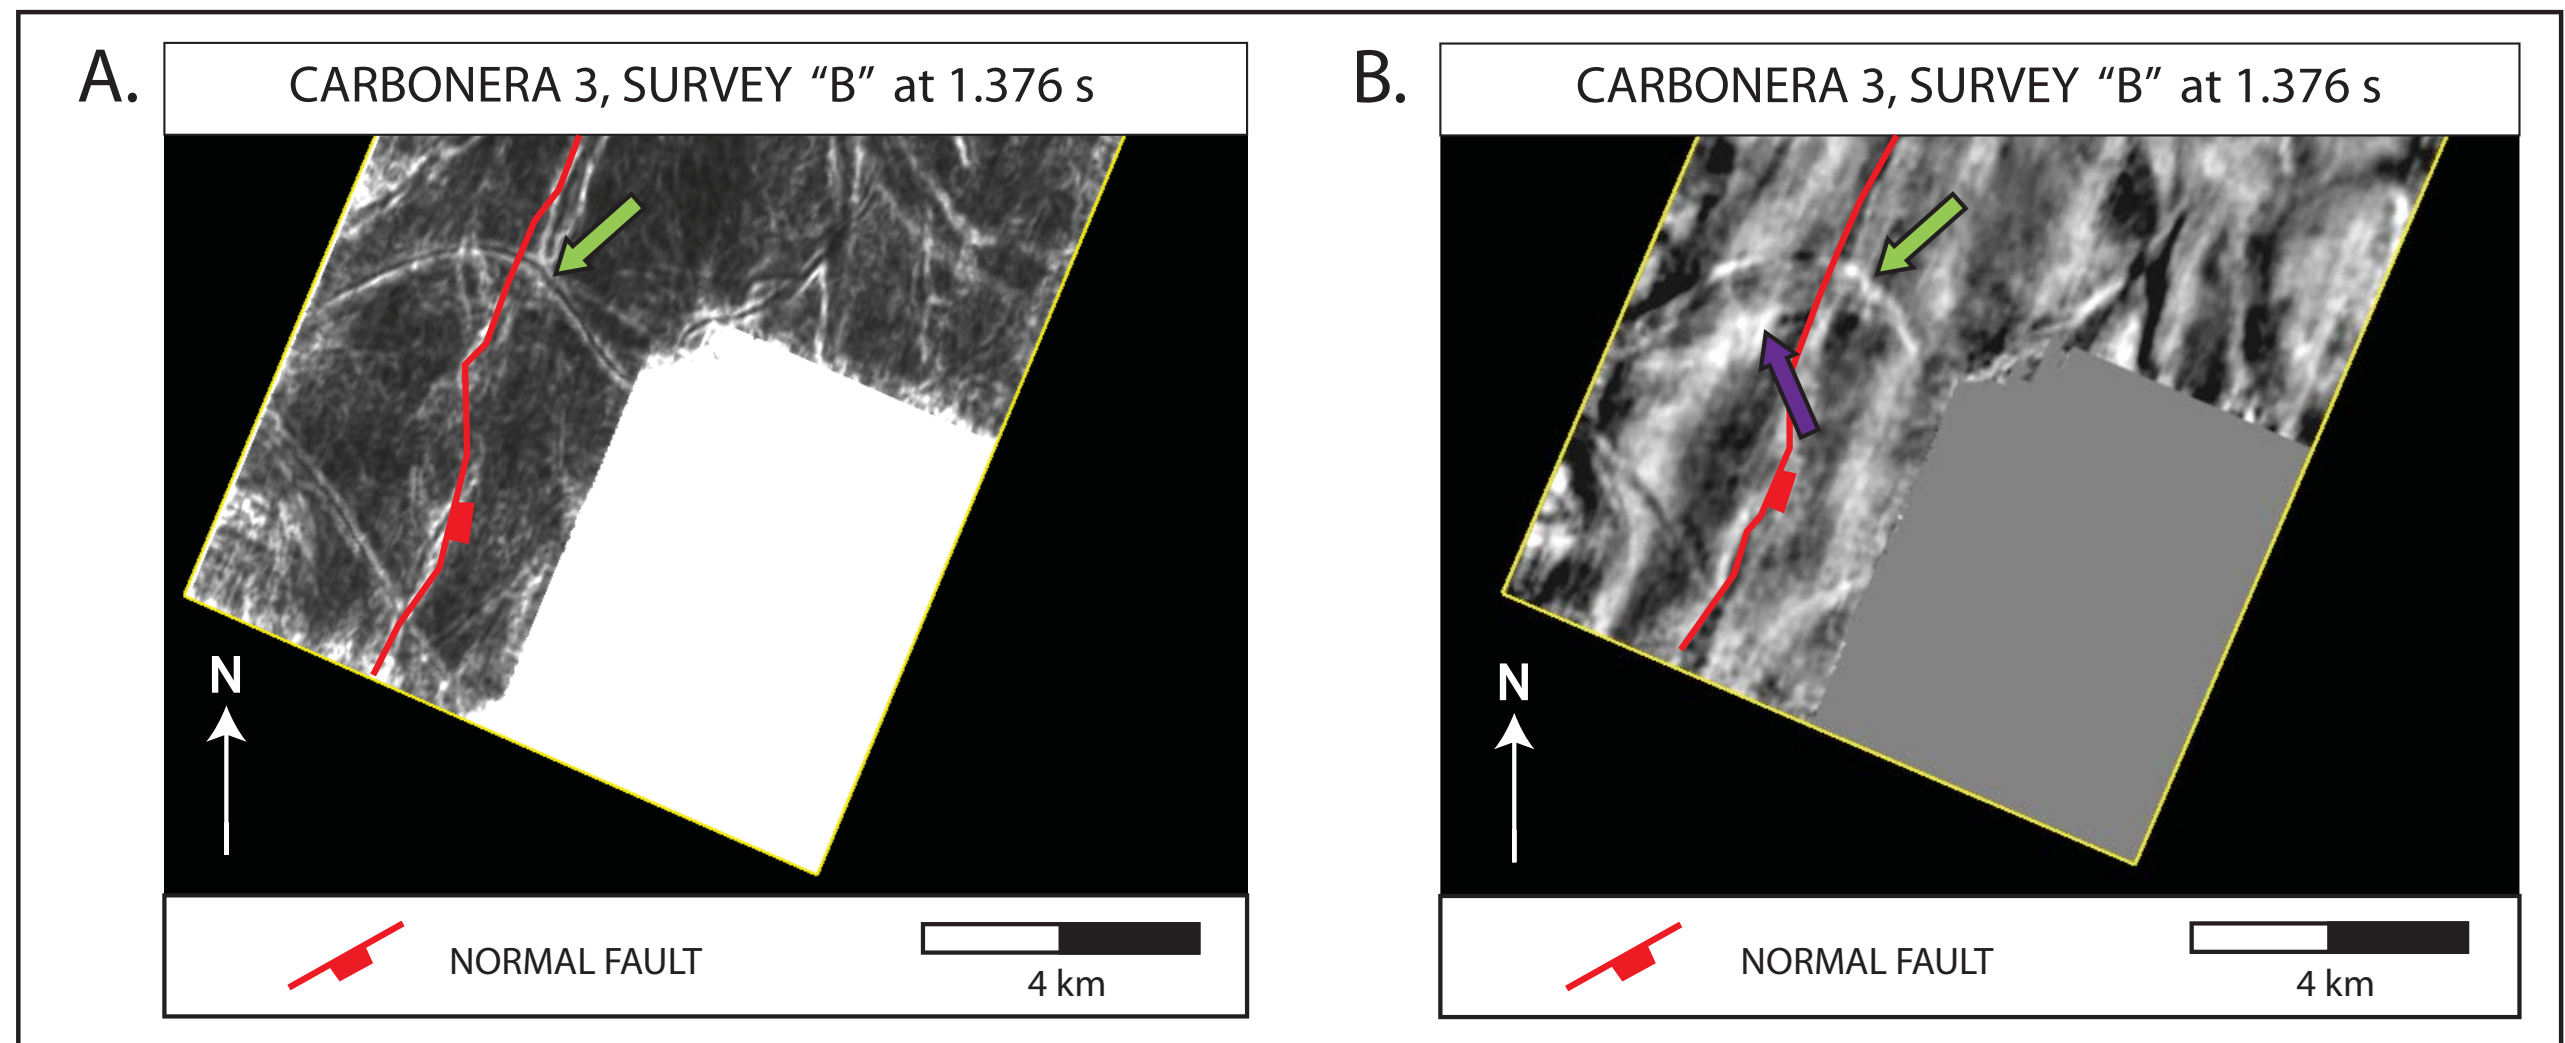 A.
CARBONERA 3, SURVEY “B” at 1.376 s
N
NORMAL FAULT
4 km
B.
CARBONERA 3, SURVEY “B” at 1.376 s
N
NORMAL FAULT
4 km